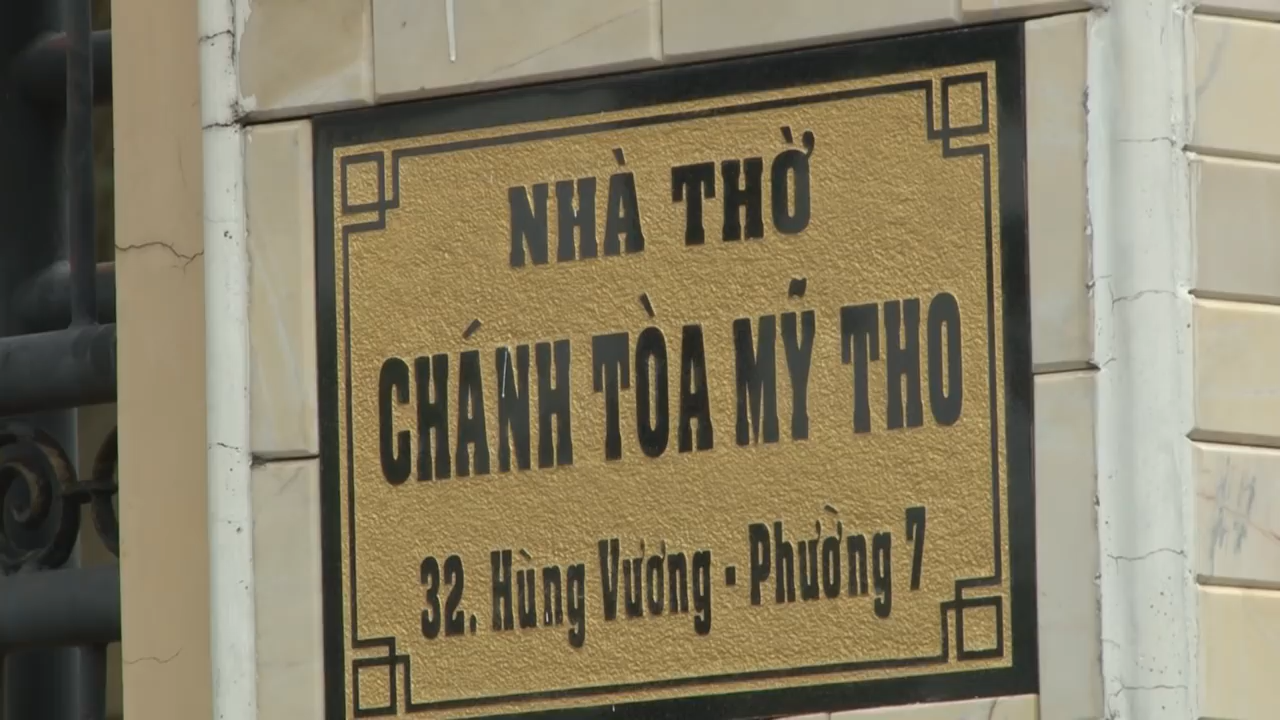 NHÀ THỜ
CHÁNH TÒA MỸ THO
32. Hùng Vương - Phường 7